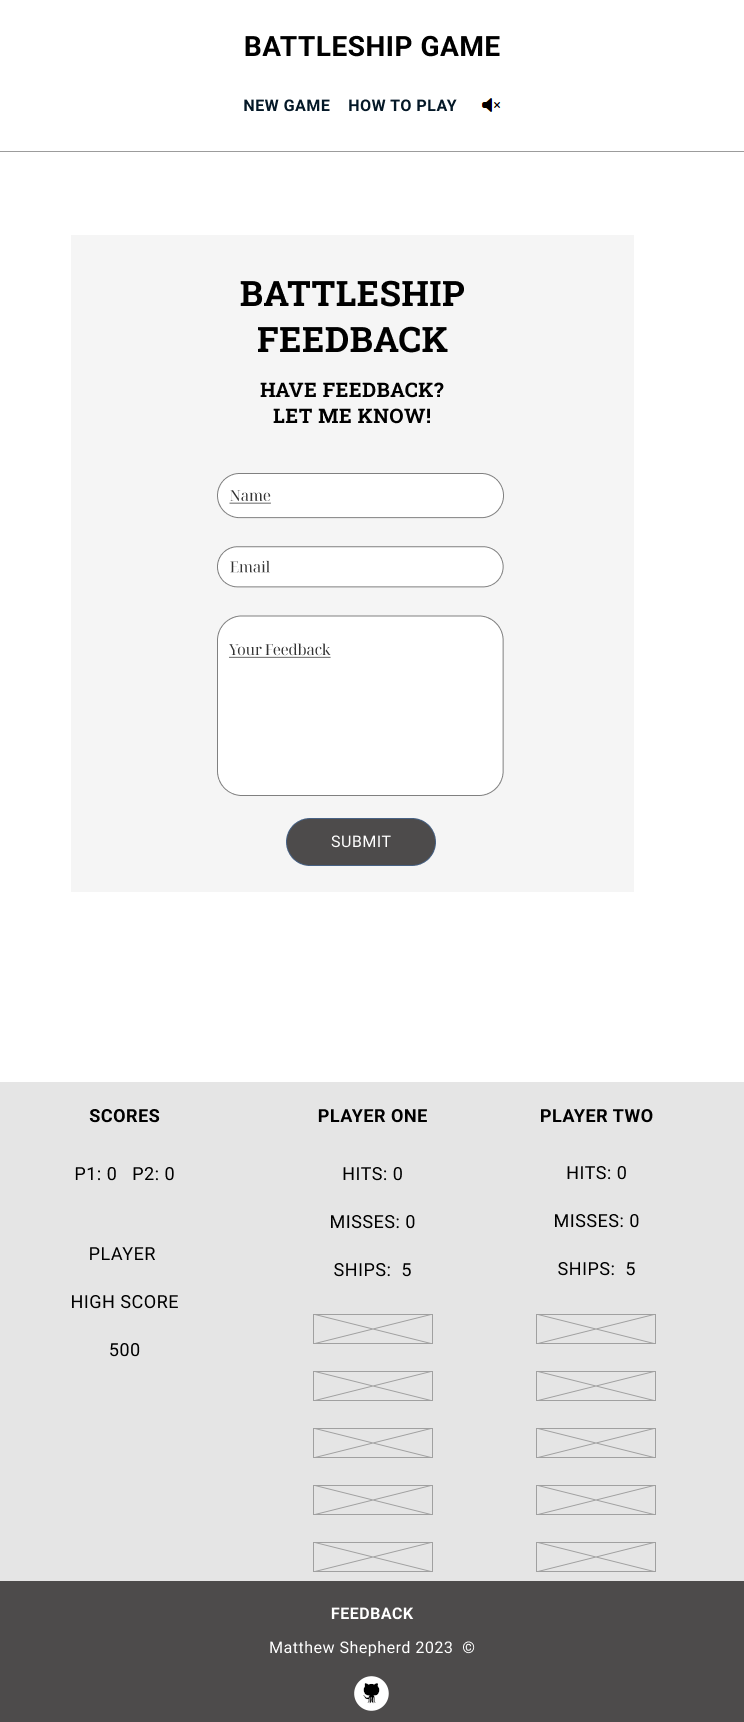 BATTLESHIP GAME
NEW GAME HOW TO PLAY
BATTLESHIP
FEEDBACK
HAVE FEEDBACK?
LET ME KNOW!
Name
Email
Your Feedback
SUBMIT
SCORES
P1: 0 P2: 0
PLAYER
HIGH SCORE
500
PLAYER ONE
HITS: 0
MISSES: 0
SHIPS: 5
PLAYER TWO
HITS: 0
MISSES: 0
SHIPS: 5
FEEDBACK
Matthew Shepherd 2023 ©